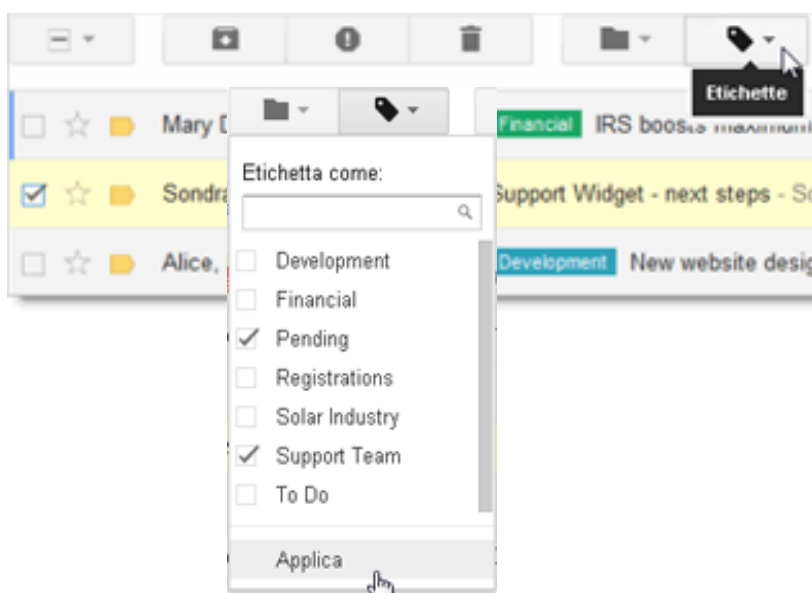 Etichette
Mary D
Financial IRS boosts maximum
Etichetta come:
Sondra
Support Widget - next steps - So
Alice,
Development New website desig
Development
Financial
Pending
Registrations
Solar Industry
Support Team
To Do
Applica